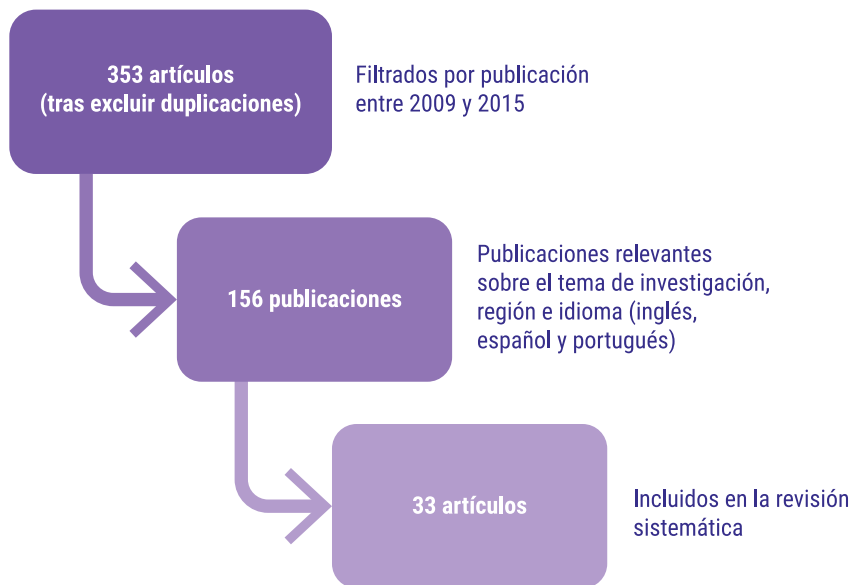 353 artículos
(tras excluir duplicaciones)
Filtrados por publicación
entre 2009 y 2015
156 publicaciones
Publicaciones relevantes
sobre el tema de investigación,
región e idioma (inglés,
español y portugués)
33 artículos
Incluidos en la revisión
sistemática